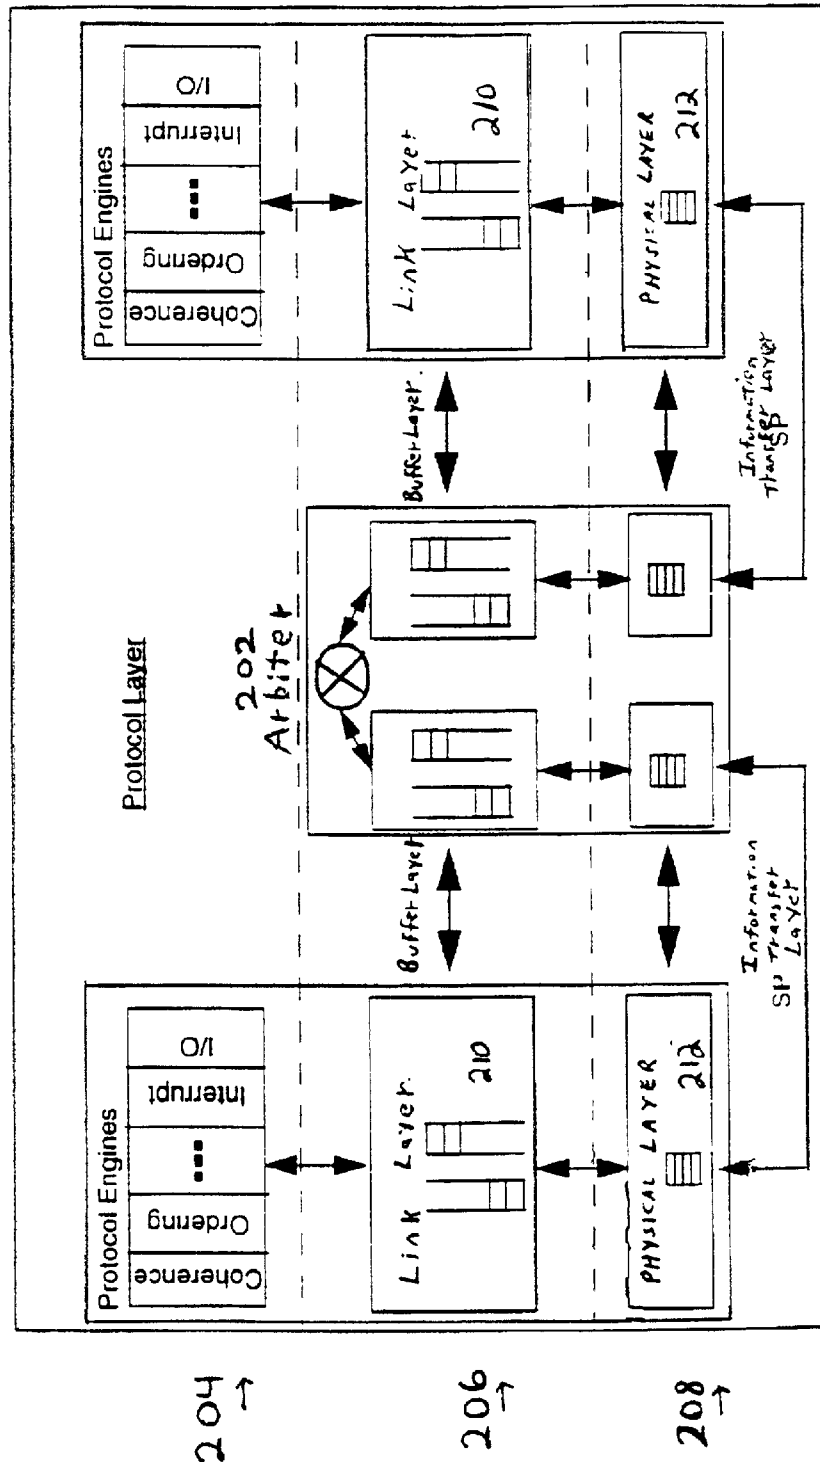 Protocol Layer
Protocol Engines
Coherence
Ordering
Interrupt
I/O
Protocol Engines
Coherence
Ordering
Interrupt
I/O
204
202
Arbiter
206
Link Layer
210
Buffer Layer
Buffer Layer.
Link Layer
210
208
PHYSICAL LAYER
212
PHYSICAL LAYER
212
Information
SP Transfer
Layer
Information
Transfer Layer
SP